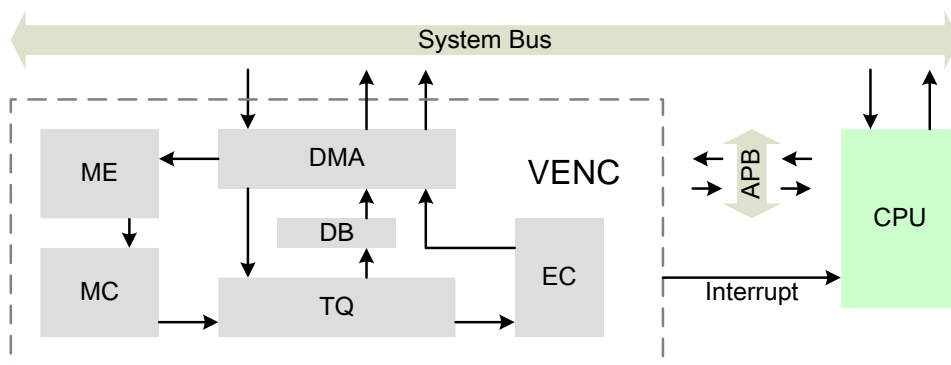 System Bus
ME
DMA
VENC
APB
CPU
DB
MC
TQ
EC
Interrupt